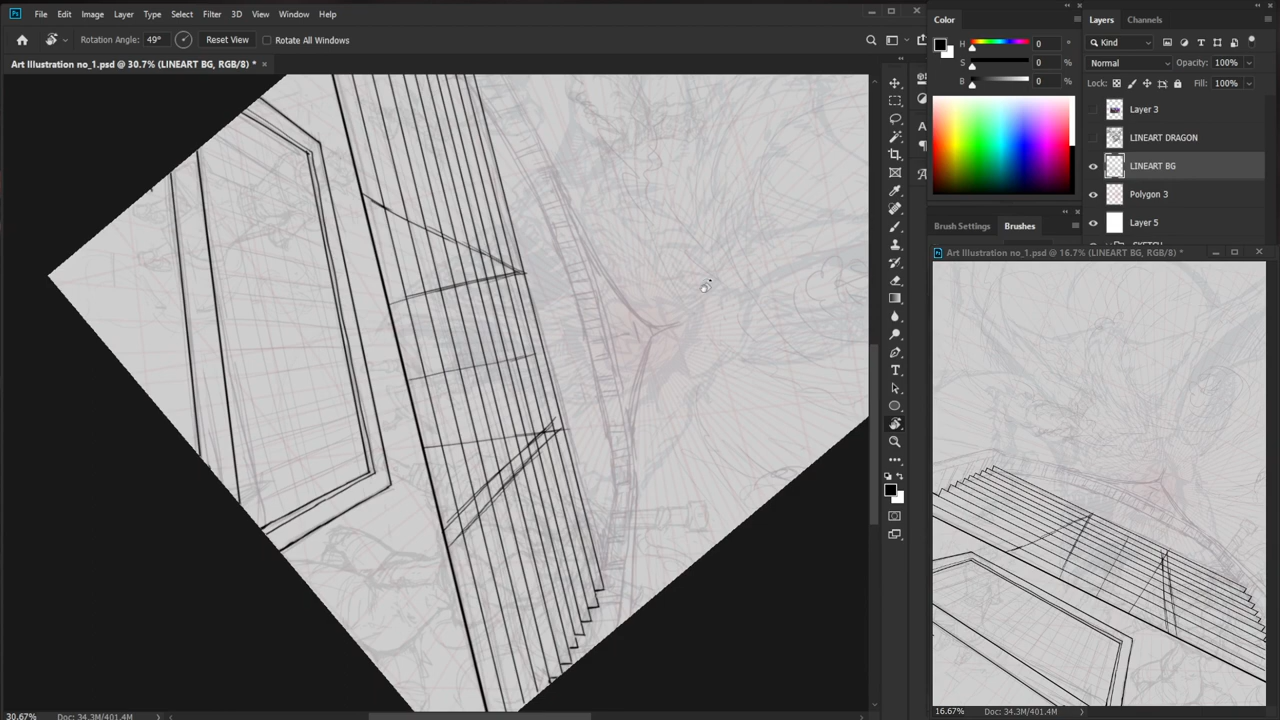 Ps File Edit Image Layer Type Select Filter 3D View Window Help
Rotation Angle: 49° Reset View Rotate All Windows
Art Illustration no_1.psd @ 30.7% (LINEART BG, RGB/8) * ×
30.67% Doc: 34.3M/401.4M
Color
H 0 °
S 0 %
B 0 %
Brush Settings Brushes
Layers Channels
Kind
Normal Opacity: 100%
Lock: Fill: 100%
Layer 3
LINEART DRAGON
LINEART BG
Polygon 3
Layer 5
SKETCH
Art Illustration no_1.psd @ 16.7% (LINEART BG, RGB/8) *
16.67% Doc: 34.3M/401.4M